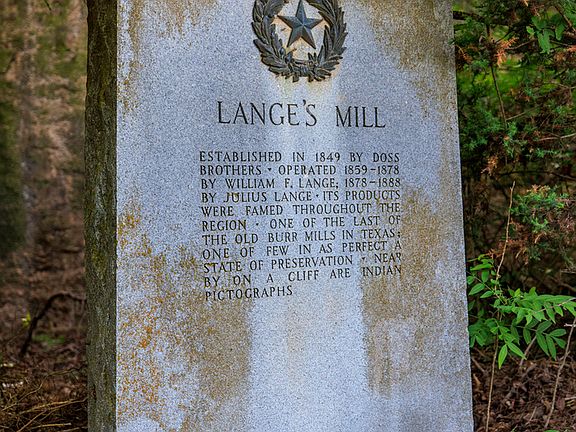 LANGE'S MILL
ESTABLISHED IN 1849 BY DOSS
BROTHERS · OPERATED 1859-1878
BY WILLIAM F. LANGE; 1878-1888
BY JULIUS LANGE · ITS PRODUCTS
WERE FAMED THROUGHOUT THE
REGION · ONE OF THE LAST OF
THE OLD BURR MILLS IN TEXAS;
ONE OF FEW IN AS PERFECT A
STATE OF PRESERVATION · NEAR
BY ON A CLIFF ARE INDIAN
PICTOGRAPHS